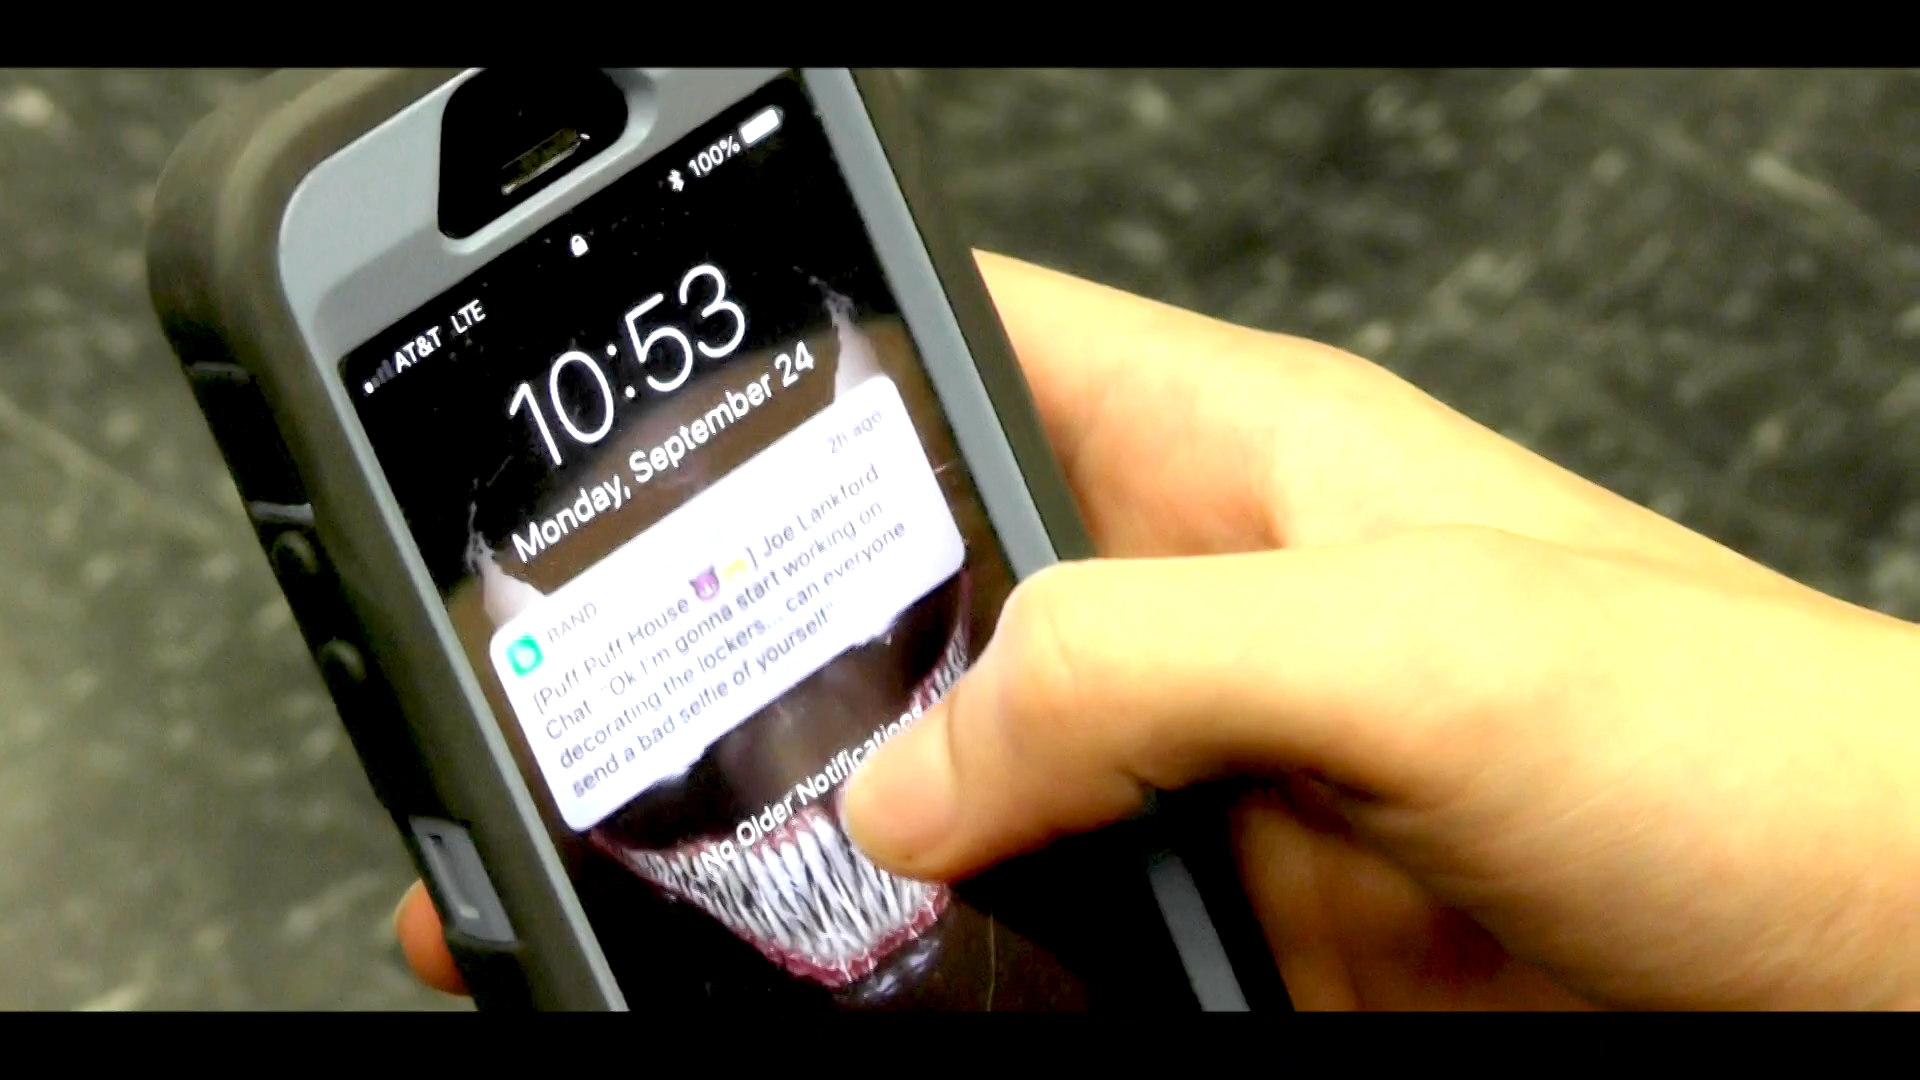 AT&T LTE
100%
10:53
Monday, September 24
BAND
2h ago
[Puff Puff House 😈 ] Joe Lankford
Chat "Ok I'm gonna start working on
decorating the lockers... can everyone
send a bad selfie of yourself"
No Older Notifications